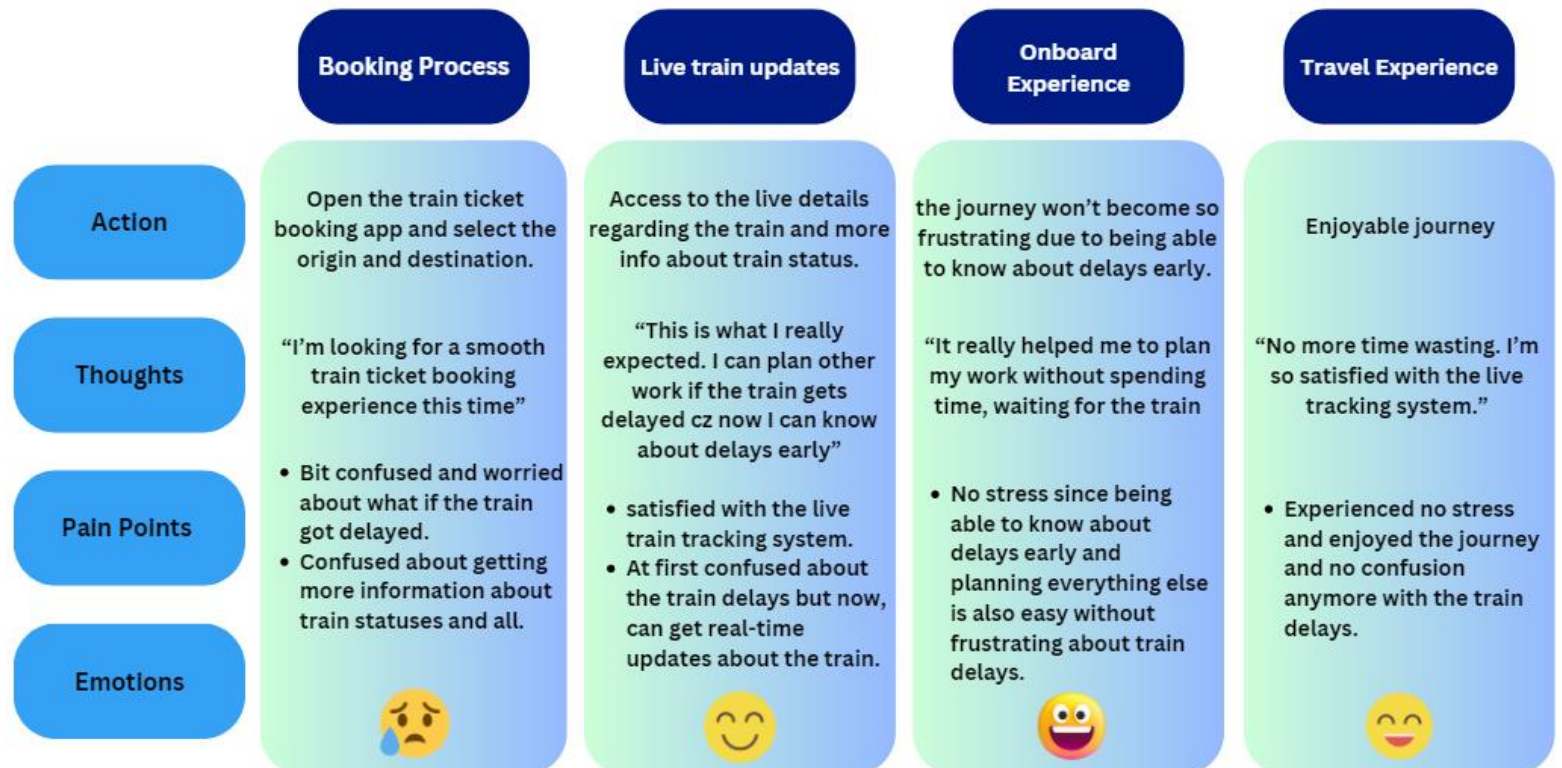 Booking Process
Live train updates
Onboard
Experience
Travel Experience
Action
Open the train ticket
booking app and select the
origin and destination.
Access to the live details
regarding the train and more
info about train status.
the journey won’t become so
frustrating due to being able
to know about delays early.
Enjoyable journey
Thoughts
“I’m looking for a smooth
train ticket booking
experience this time”
“This is what I really
expected. I can plan other
work if the train gets
delayed cz now I can know
about delays early”
“It really helped me to plan
my work without spending
time, waiting for the train
“No more time wasting. I’m
so satisfied with the live
tracking system.”
Pain Points
• Bit confused and worried
about what if the train
got delayed.
• Confused about getting
more information about
train statuses and all.
• satisfied with the live
train tracking system.
• At first confused about
the train delays but now,
can get real-time
updates about the train.
• No stress since being
able to know about
delays early and
planning everything else
is also easy without
frustrating about train
delays.
• Experienced no stress
and enjoyed the journey
and no confusion
anymore with the train
delays.
Emotions